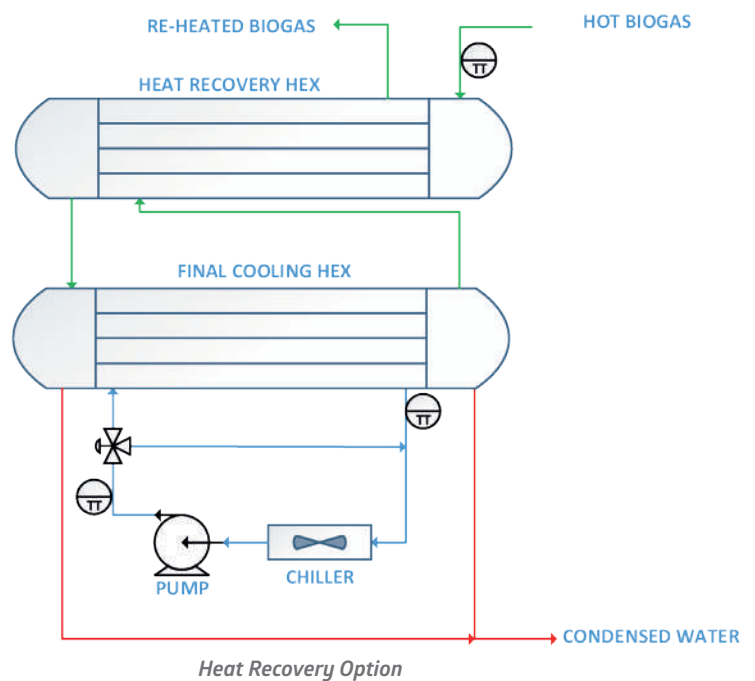 RE-HEATED BIOGAS
HOT BIOGAS
TT
HEAT RECOVERY HEX
FINAL COOLING HEX
TT
TT
CHILLER
PUMP
CONDENSED WATER
Heat Recovery Option